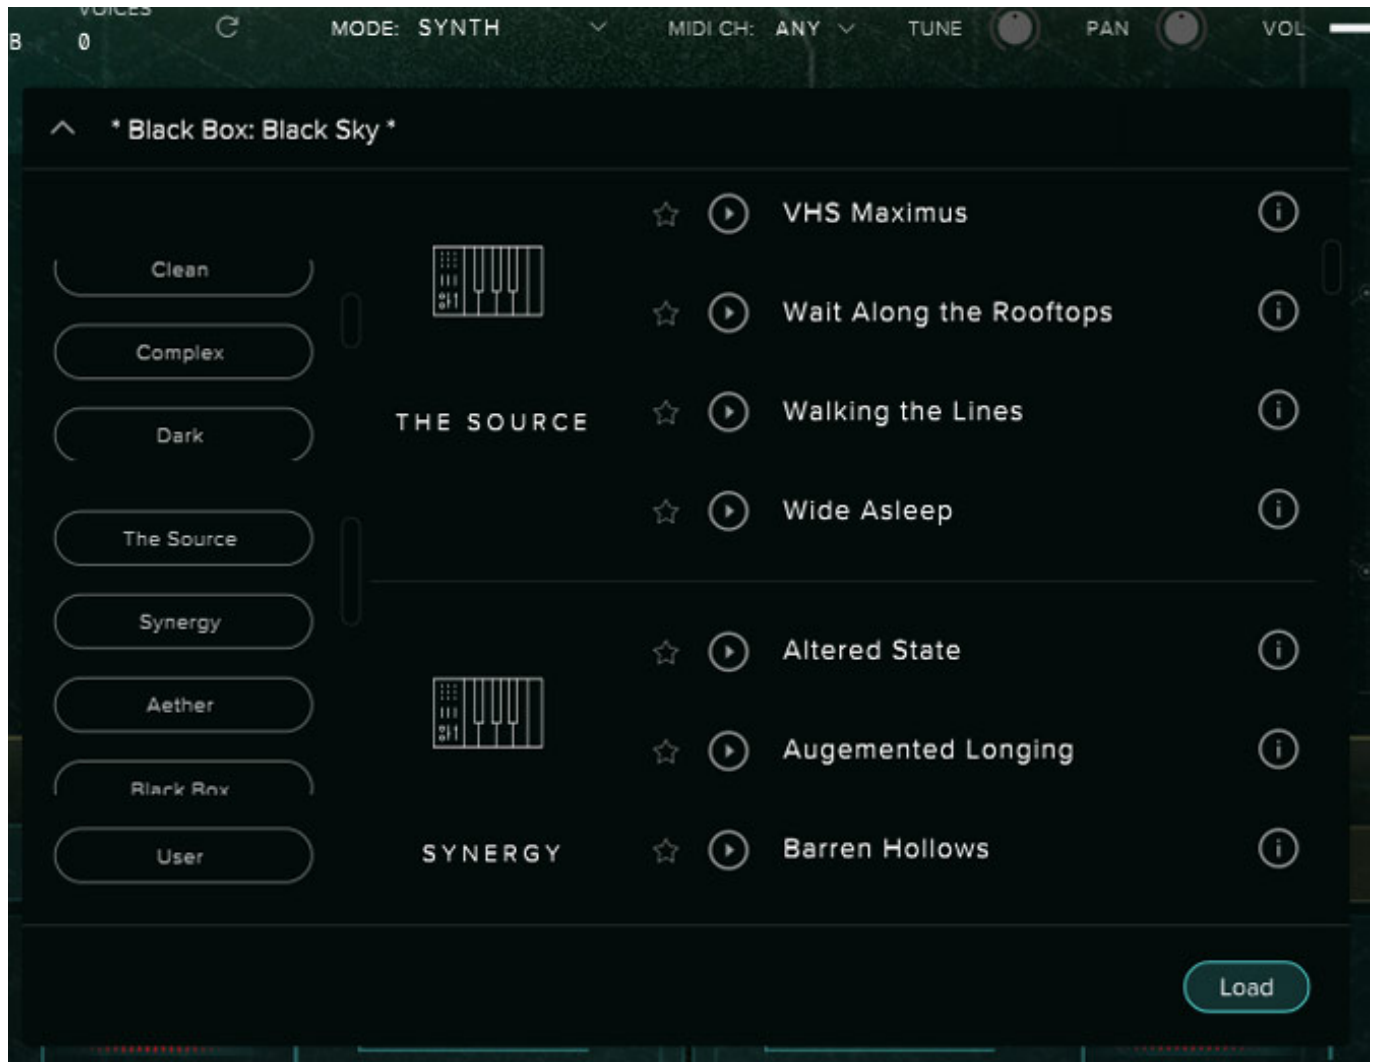 VOICES
B 0 MODE: SYNTH MIDI CH: ANY TUNE PAN VOL
* Black Box: Black Sky *
Clean
Complex
Dark
The Source
Synergy
Aether
Black Box
User
THE SOURCE
VHS Maximus
Wait Along the Rooftops
Walking the Lines
Wide Asleep
SYNERGY
Altered State
Augemented Longing
Barren Hollows
Load